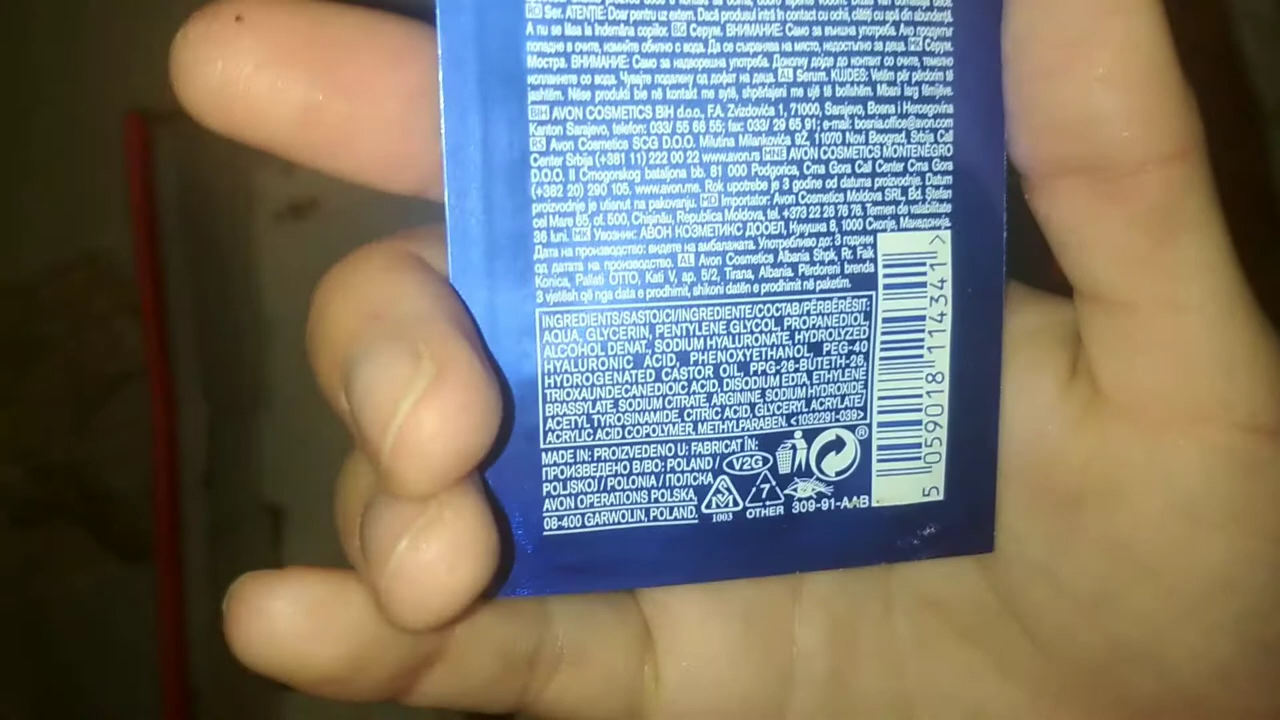 RO Ser. ATENȚIE: Doar pentru uz extern. Dacă produsul intră în contact cu ochii, clătiți cu apă din abundență.
A nu se lăsa la îndemâna copiilor. BG Серум. ВНИМАНИЕ: Само за външна употреба. Ако продуктът
попадне в очите, измийте обилно с вода. Да се съхранява на място, недостъпно за деца. MK Серум.
Мостра. ВНИМАНИЕ: Само за надворешна употреба. Доколку дојде до контакт со очите, темелно
исплакнете со вода. Чувајте подалеку од дофат на деца. AL Serum. KUJDES: Vetëm për përdorim të
jashtëm. Nëse produkti bie në kontakt me sytë, shpërlajeni me ujë të bollshëm. Mbani larg fëmijëve.
BIH AVON COSMETICS BiH d.o.o., F.A. Zvizdovića 1, 71000, Sarajevo, Bosna i Hercegovina
Kanton Sarajevo, telefon: 033/ 55 66 55; fax: 033/ 29 65 91; e-mail: bosnia.office@avon.com
RS Avon Cosmetics SCG D.O.O. Milutina Milankovića 9Ž, 11070 Novi Beograd, Srbija Call
Center Srbija (+381 11) 222 00 22 www.avon.rs MNE AVON COSMETICS MONTENEGRO
D.O.O. II Crnogorskog bataljona bb. 81 000 Podgorica, Crna Gora Call Center Crna Gora
(+382 20) 290 105, www.avon.me. Rok upotrebe je 3 godine od datuma proizvodnje. Datum
proizvodnje je utisnut na pakovanju. MD Importator: Avon Cosmetics Moldova SRL, Bd. Ștefan
cel Mare 65, of. 500, Chișinău, Republica Moldova, tel. +373 22 26 76 76. Termen de valabilitate
36 luni. MK Увозник: АВОН КОЗМЕТИКС ДООЕЛ, Кукушка 8, 1000 Скопје, Македонија.
Дата на производство: видете на амбалажата. Употребливо до: 3 години
од датата на производство. AL Avon Cosmetics Albania Shpk, Rr. Faik
Konica, Pallati OTTO, Kati V, ap. 5/2, Tirana, Albania. Përdoreni brenda
3 vjetësh që nga data e prodhimit, shikoni datën e prodhimit në paketim.
INGREDIENTS/SASTOJCI/INGREDIENTE/СОСТАВ/PËRBËRËSIT:
AQUA, GLYCERIN, PENTYLENE GLYCOL, PROPANEDIOL,
ALCOHOL DENAT., SODIUM HYALURONATE, HYDROLYZED
HYALURONIC ACID, PHENOXYETHANOL, PEG-40
HYDROGENATED CASTOR OIL, PPG-26-BUTETH-26,
TRIOXAUNDECANEDIOIC ACID, DISODIUM EDTA, ETHYLENE
BRASSYLATE, SODIUM CITRATE, ARGININE, SODIUM HYDROXIDE,
ACETYL TYROSINAMIDE, CITRIC ACID, GLYCERYL ACRYLATE/
ACRYLIC ACID COPOLYMER, METHYLPARABEN. <1032291-039>
MADE IN: PROIZVEDENO U: FABRICAT ÎN:
ПРОИЗВЕДЕНО В/ВО: POLAND /
POLJSKOJ / POLONIA / ПОЛСКА
AVON OPERATIONS POLSKA,
08-400 GARWOLIN, POLAND.
V2G
®
1003
7
OTHER
309-91-AAB
5 059018 114341 >